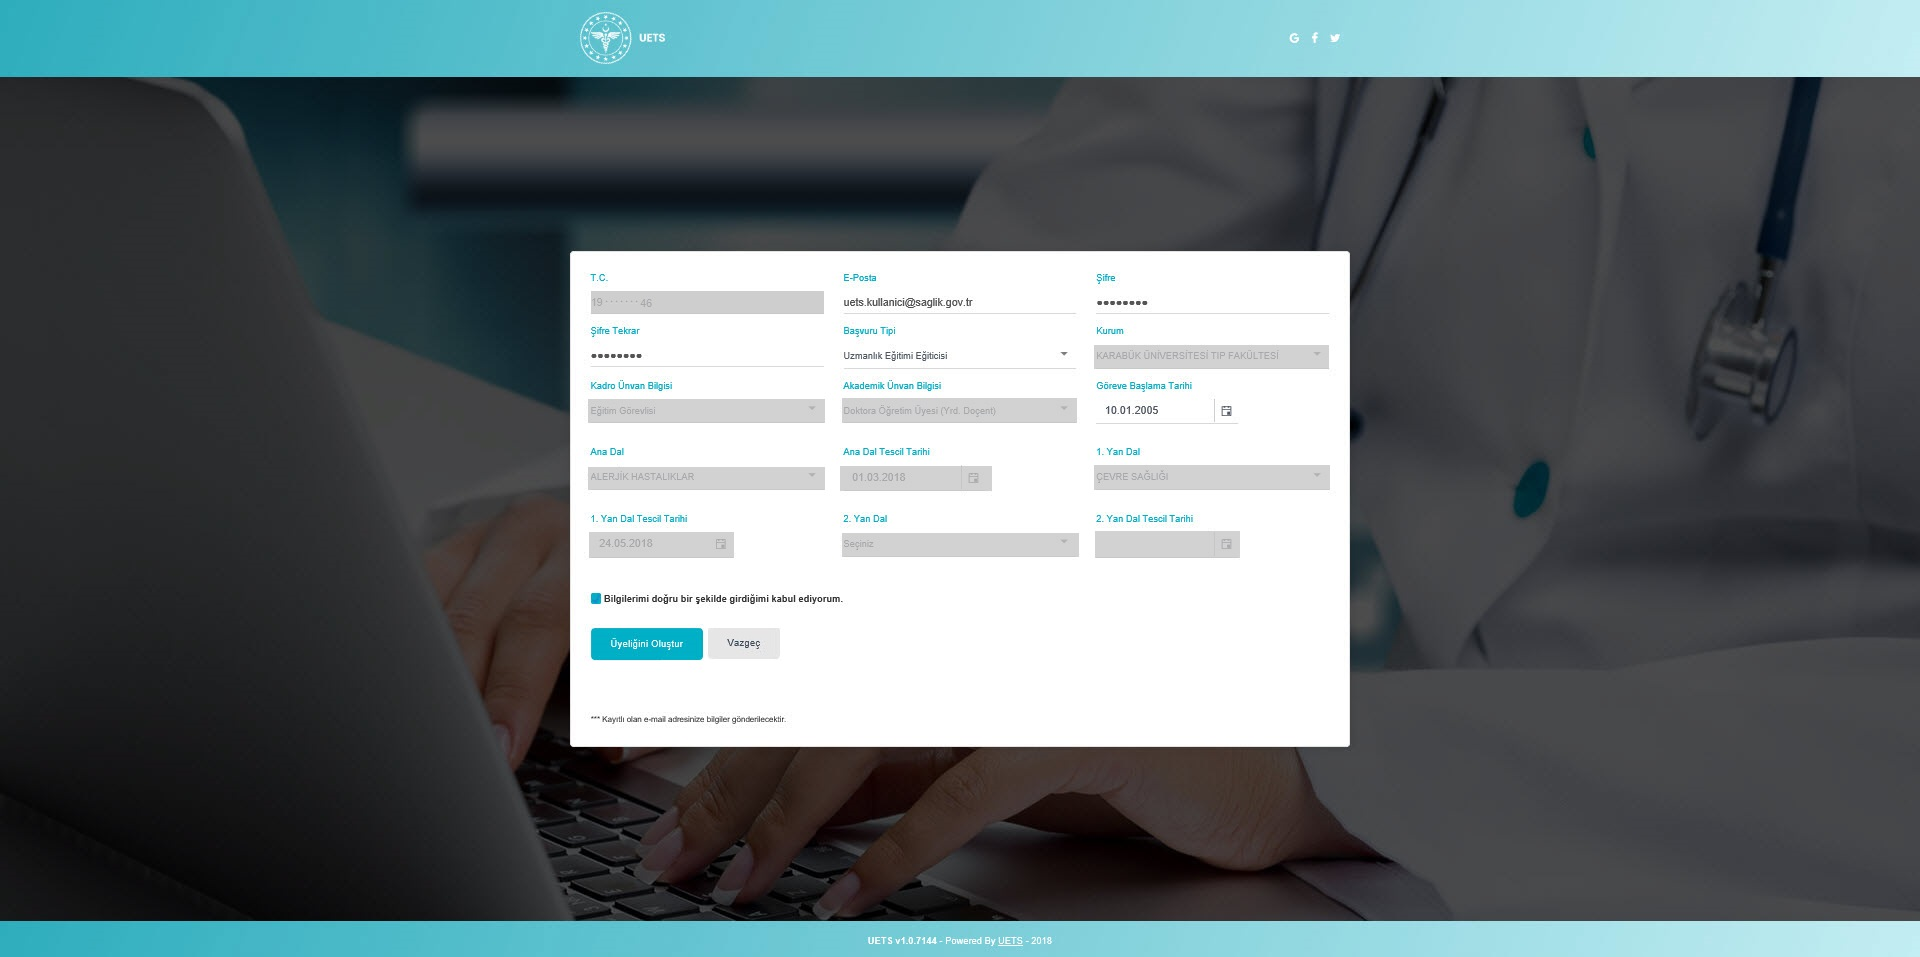 UETS
T.C.
E-Posta
Şifre
19 · · · · · · · 46
uets.kullanici@saglik.gov.tr
••••••••
Şifre Tekrar
Başvuru Tipi
Kurum
••••••••
Uzmanlık Eğitimi Eğiticisi
KARABÜK ÜNİVERSİTESİ TIP FAKÜLTESİ
Kadro Ünvan Bilgisi
Akademik Ünvan Bilgisi
Göreve Başlama Tarihi
Eğitim Görevlisi
Doktora Öğretim Üyesi (Yrd. Doçent)
10.01.2005
Ana Dal
Ana Dal Tescil Tarihi
1. Yan Dal
ALERJİK HASTALIKLAR
01.03.2018
ÇEVRE SAĞLIĞI
1. Yan Dal Tescil Tarihi
2. Yan Dal
2. Yan Dal Tescil Tarihi
24.05.2018
Seçiniz
Bilgilerimi doğru bir şekilde girdiğimi kabul ediyorum.
Üyeliğini Oluştur
Vazgeç
*** Kayıtlı olan e-mail adresinize bilgiler gönderilecektir.
UETS v1.0.7144 - Powered By UETS - 2018